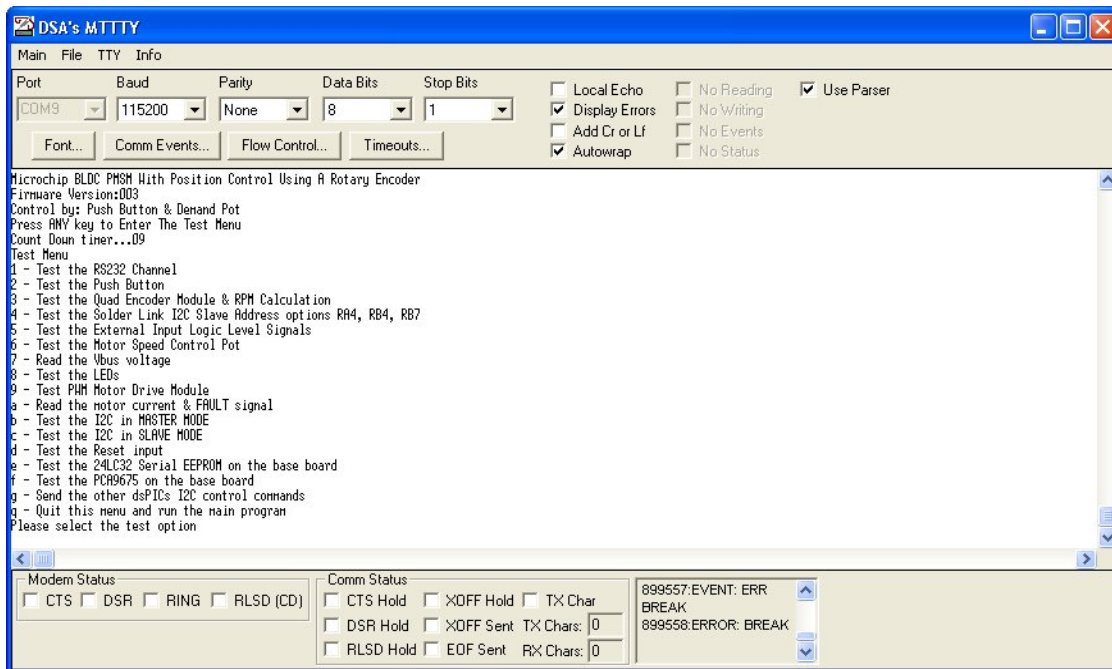 DSA's MTTTY
Main File TTY Info
Port Baud Parity Data Bits Stop Bits
COM9 115200 None 8 1
Font... Comm Events... Flow Control... Timeouts...
Local Echo No Reading Use Parser
Display Errors No Writing
Add Cr or Lf No Events
Autowrap No Status
Microchip BLDC PMSM With Position Control Using A Rotary Encoder
Firmware Version:003
Control by: Push Button & Demand Pot
Press ANY key to Enter The Test Menu
Count Down timer...09
Test Menu
1 - Test the RS232 Channel
2 - Test the Push Button
3 - Test the Quad Encoder Module & RPM Calculation
4 - Test the Solder Link I2C Slave Address options RA4, RB4, RB7
5 - Test the External Input Logic Level Signals
6 - Test the Motor Speed Control Pot
7 - Read the Vbus voltage
8 - Test the LEDs
9 - Test PWM Motor Drive Module
a - Read the motor current & FAULT signal
b - Test the I2C in MASTER MODE
c - Test the I2C in SLAVE MODE
d - Test the Reset input
e - Test the 24LC32 Serial EEPROM on the base board
f - Test the PCA9675 on the base board
g - Send the other dsPICs I2C control commands
q - Quit this menu and run the main program
Please select the test option
Modem Status
CTS DSR RING RLSD (CD)
Comm Status
CTS Hold XOFF Hold TX Char
DSR Hold XOFF Sent TX Chars: 0
RLSD Hold EOF Sent RX Chars: 0
899557:EVENT: ERR
BREAK
899558:ERROR: BREAK